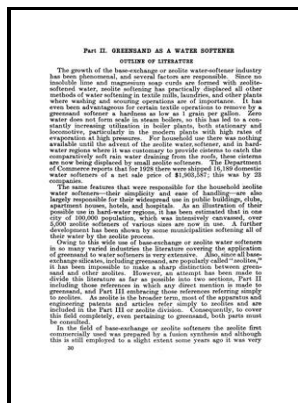 Part II. GREENSAND AS A WATER SOFTENER
OUTLINE OF LITERATURE
The growth of the base-exchange or zeolite water-softener industry
has been phenomenal, and several factors are responsible. Since no
insoluble lime and magnesium soap curds are formed with zeolite-
softened water, zeolite softening has practically displaced all other
methods of water softening in textile mills, laundries, and other plants
where washing and scouring operations are of importance. It has
even been advantageous for certain textile operations to remove by a
greensand softener a hardness as low as 1 grain per gallon. Zero
water does not form scale in steam boilers, so this has led to a con-
stantly increasing utilization in boiler plants, both stationary and
locomotive, particularly in the modern plants with high rates of
evaporation at high pressures. For household use there was nothing
available until the advent of the zeolite water softener, and in hard-
water regions where it was customary to provide cisterns to catch the
comparatively soft rain water draining from the roofs, these cisterns
are now being displaced by small zeolite softeners. The Department
of Commerce reports that for 1928 there were shipped 16,189 domestic
water softeners of a net sale price of $1,903,587; this was by 23
companies.
The same features that were responsible for the household zeolite
water softeners—their simplicity and ease of handling—are also
largely responsible for their widespread use in public buildings, clubs,
apartment houses, hotels, and hospitals. As an illustration of their
possible use in hard-water regions, it has been estimated that in one
city of 100,000 population, which was intensively canvassed, over
5,000 zeolite softeners of various sizes are now in use. A further
development has been shown by some municipalities softening all of
their water by the zeolite process.
Owing to this wide use of base-exchange or zeolite water softeners
in so many varied industries the literature covering the application
of greensand to water softeners is very extensive. Also, since all base-
exchange silicates, including greensand, are popularly called "zeolites,"
it has been impossible to make a sharp distinction between green-
sand and other zeolites. However, an attempt has been made to
divide this literature as far as possible into two sections, Part II
including those references in which any direct mention is made to
greensand, and Part III embracing those references referring simply
to zeolites. As zeolite is the broader term, most of the apparatus and
engineering patents and articles refer simply to zeolites and are
included in the Part III or zeolite division. Consequently, to cover
this field completely, even pertaining to greensand, both parts must
be consulted.
In the field of base-exchange or zeolite softeners the zeolite first
commercially used was prepared by a fusion synthesis and although
this is still employed to a slight extent some years ago it was very